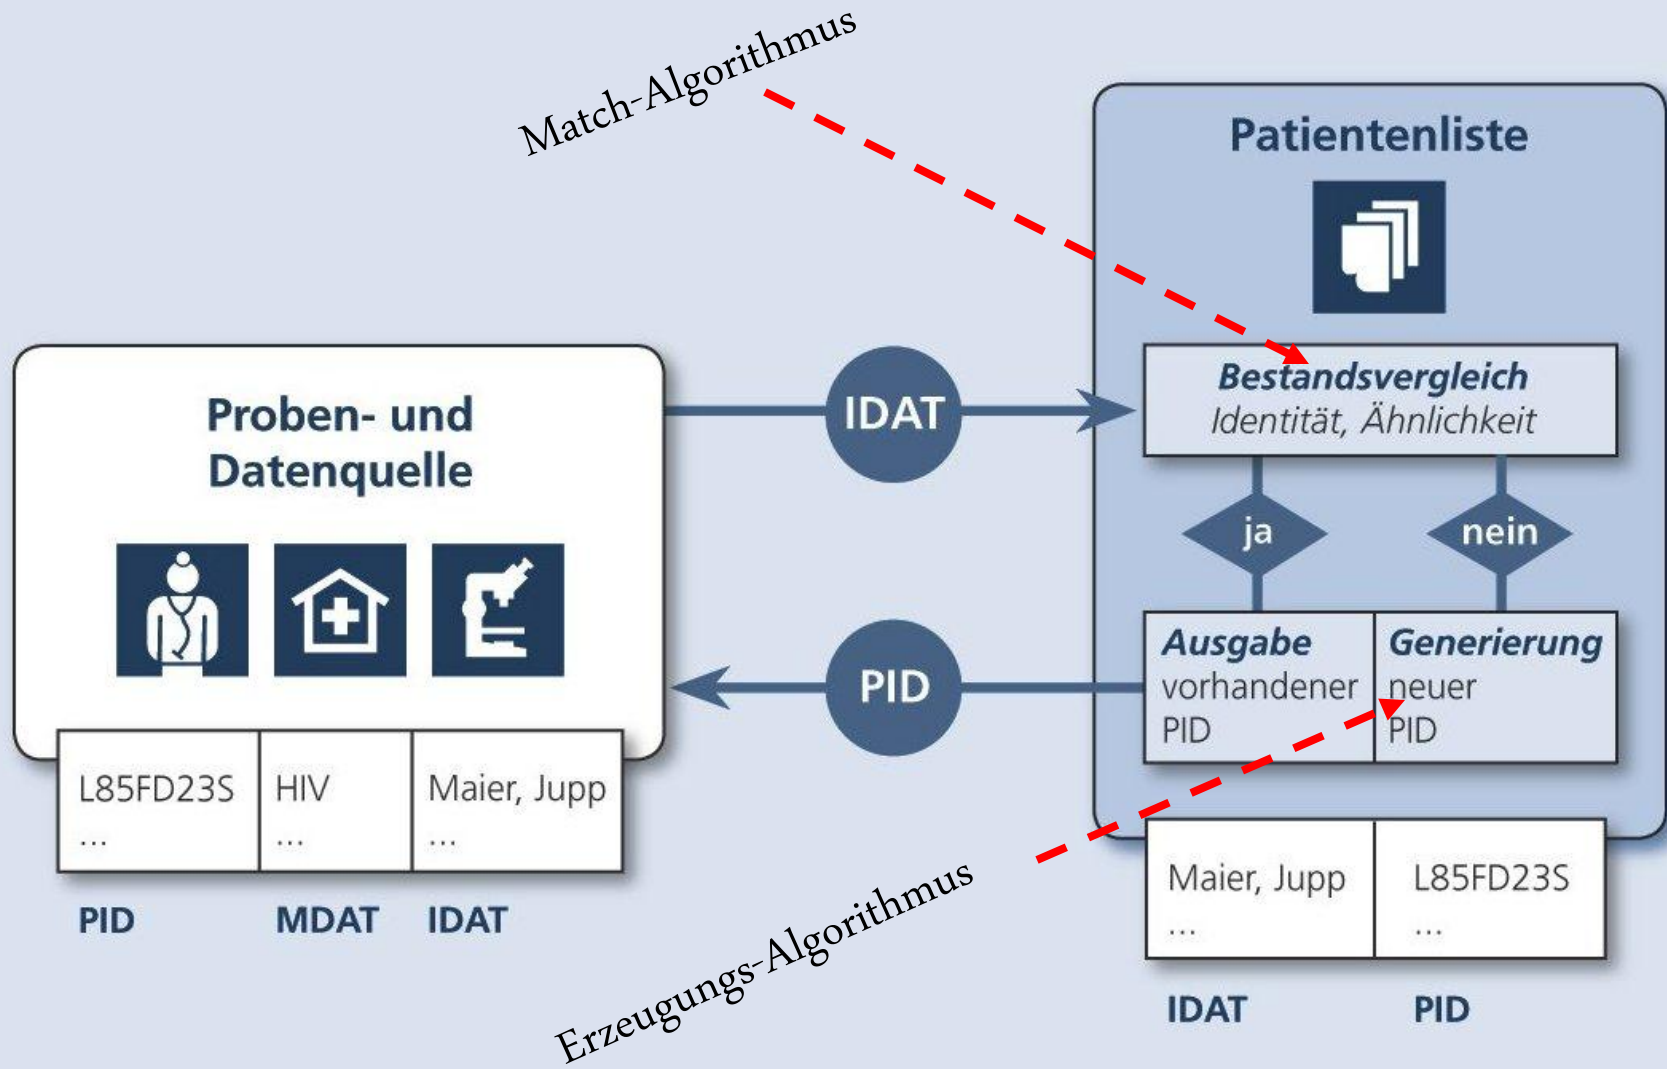 Match-Algorithmus
Patientenliste
Bestandsvergleich
Identität, Ähnlichkeit
Proben- und
Datenquelle
IDAT
ja
nein
PID
Ausgabe
vorhandener
PID
Generierung
neuer
PID
L85FD23S
...
HIV
...
Maier, Jupp
...
PID
MDAT
IDAT
Erzeugungs-Algorithmus
Maier, Jupp
...
L85FD23S
...
IDAT
PID